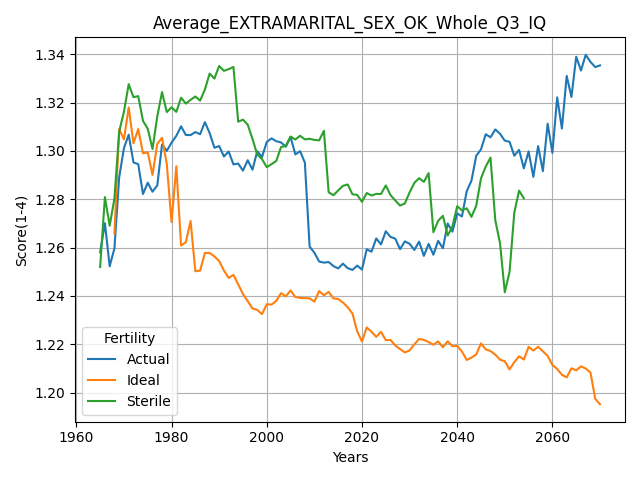 Average_EXTRAMARITAL_SEX_OK_Whole_Q3_IQ
Score(1-4)
1.34
1.32
1.30
1.28
1.26
1.24
1.22
1.20
Fertility
Actual
Ideal
Sterile
1960 1980 2000 2020 2040 2060
Years